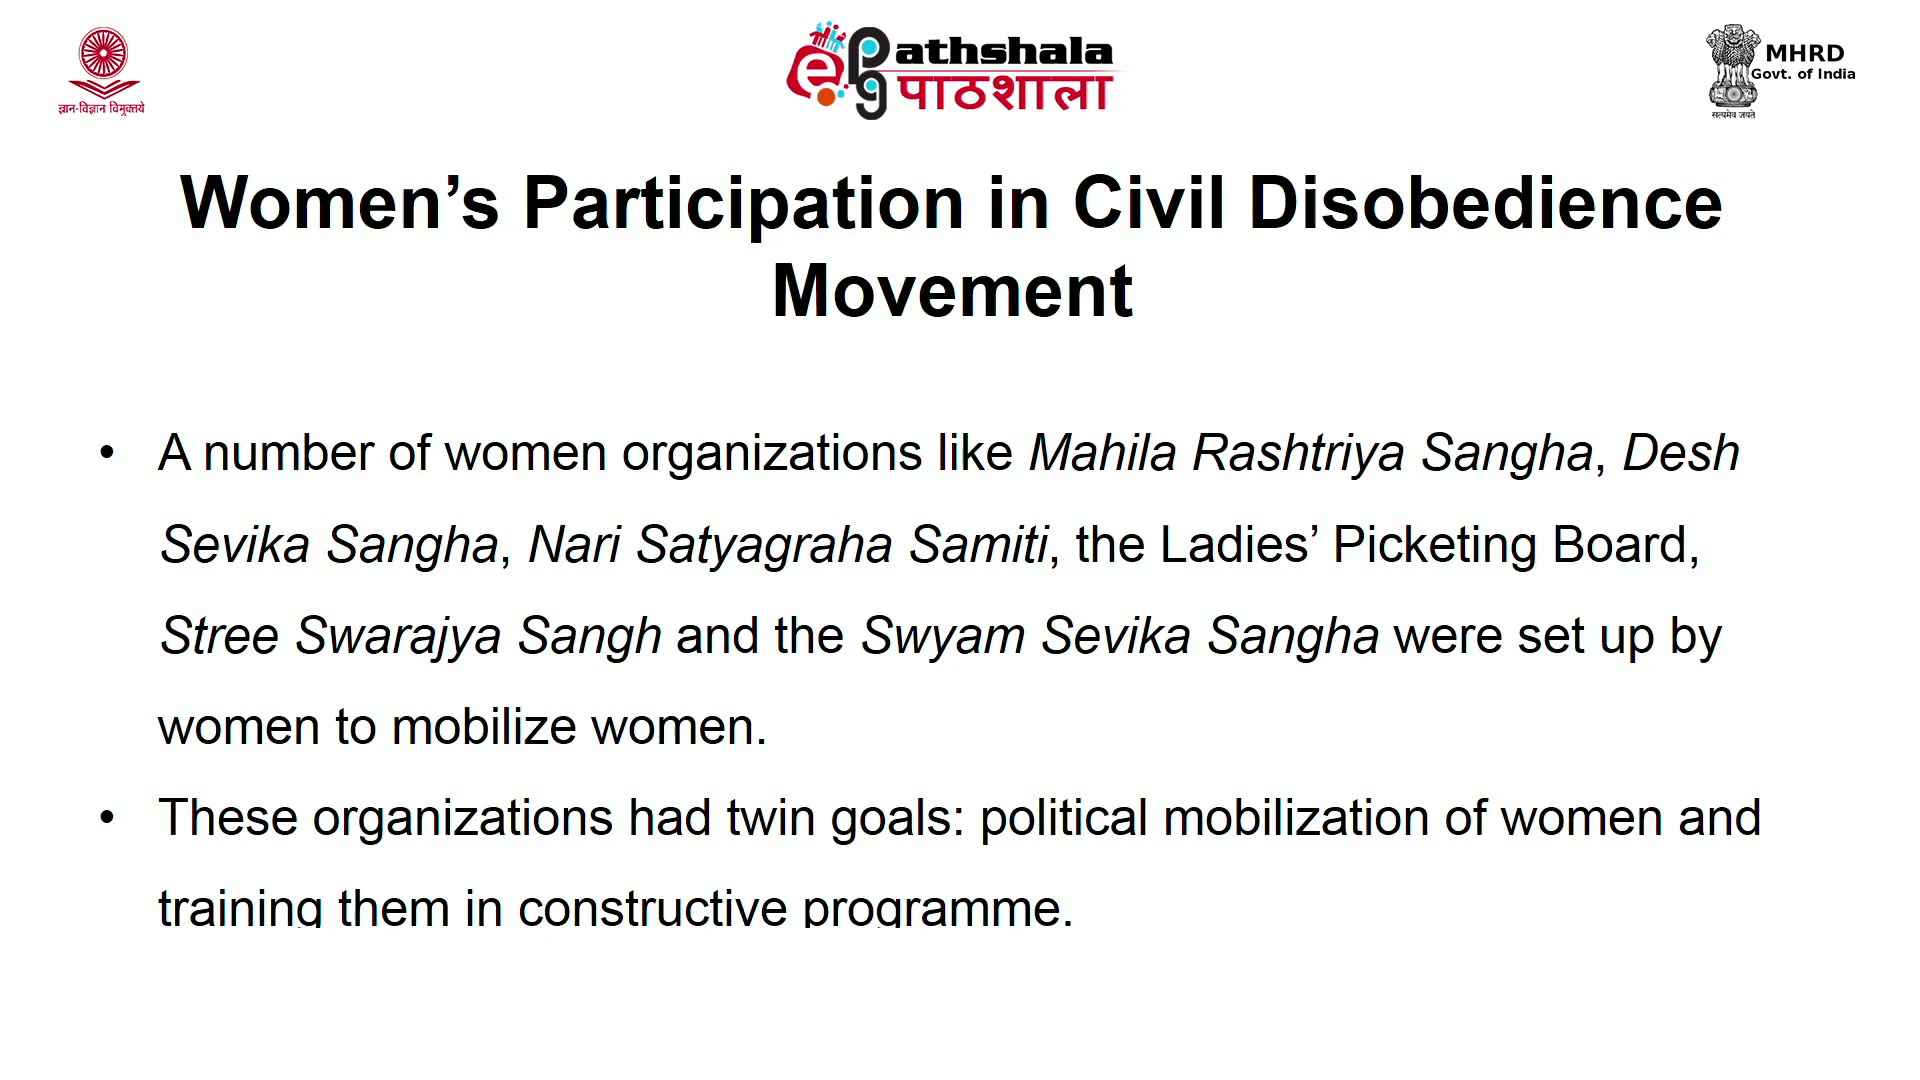 ज्ञान-विज्ञान विमुक्तये
e
Pg
athshala
पाठशाला
MHRD
Govt. of India
सत्यमेव जयते
Women’s Participation in Civil Disobedience
Movement
• A number of women organizations like Mahila Rashtriya Sangha, Desh
Sevika Sangha, Nari Satyagraha Samiti, the Ladies’ Picketing Board,
Stree Swarajya Sangh and the Swyam Sevika Sangha were set up by
women to mobilize women.
• These organizations had twin goals: political mobilization of women and
training them in constructive programme.